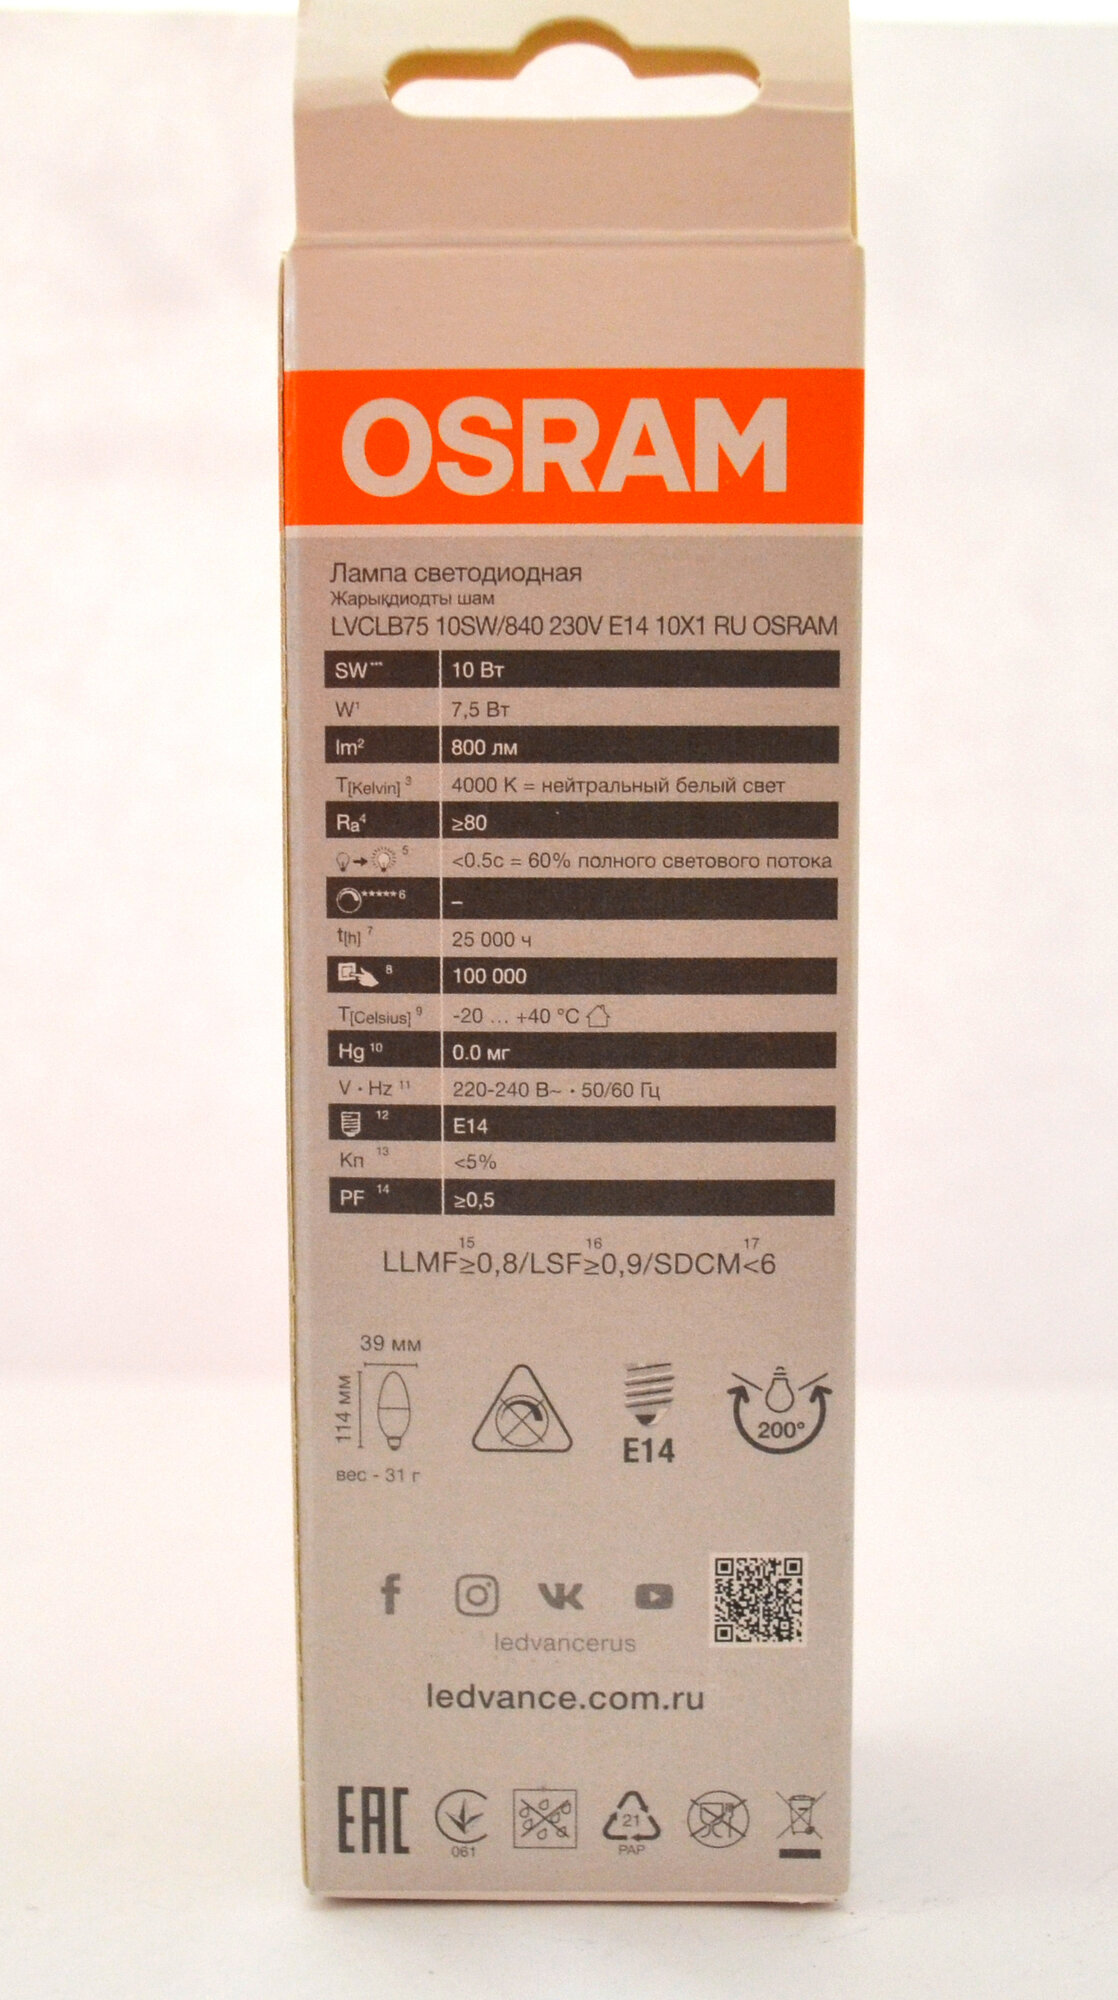 OSRAM
Лампа светодиодная
Жарықдиодты шам
LVCLB75 10SW/840 230V E14 10X1 RU OSRAM
SW*** 10 Вт
W¹ 7,5 Вт
lm² 800 лм
T[Kelvin] ³ 4000 K = нейтральный белый свет
Ra⁴ ≥80
⁵ <0.5с = 60% полного светового потока
*****⁶ –
t[h] ⁷ 25 000 ч
⁸ 100 000
T[Celsius] ⁹ -20 ... +40 °C
Hg ¹⁰ 0.0 мг
V · Hz ¹¹ 220-240 В~ · 50/60 Гц
¹² E14
Кп ¹³ <5%
PF ¹⁴ ≥0,5
15 16 17
LLMF≥0,8/LSF≥0,9/SDCM<6
39 мм
114 мм
вес - 31 г
E14
200°
ledvancerus
ledvance.com.ru
EAC
061
21
PAP